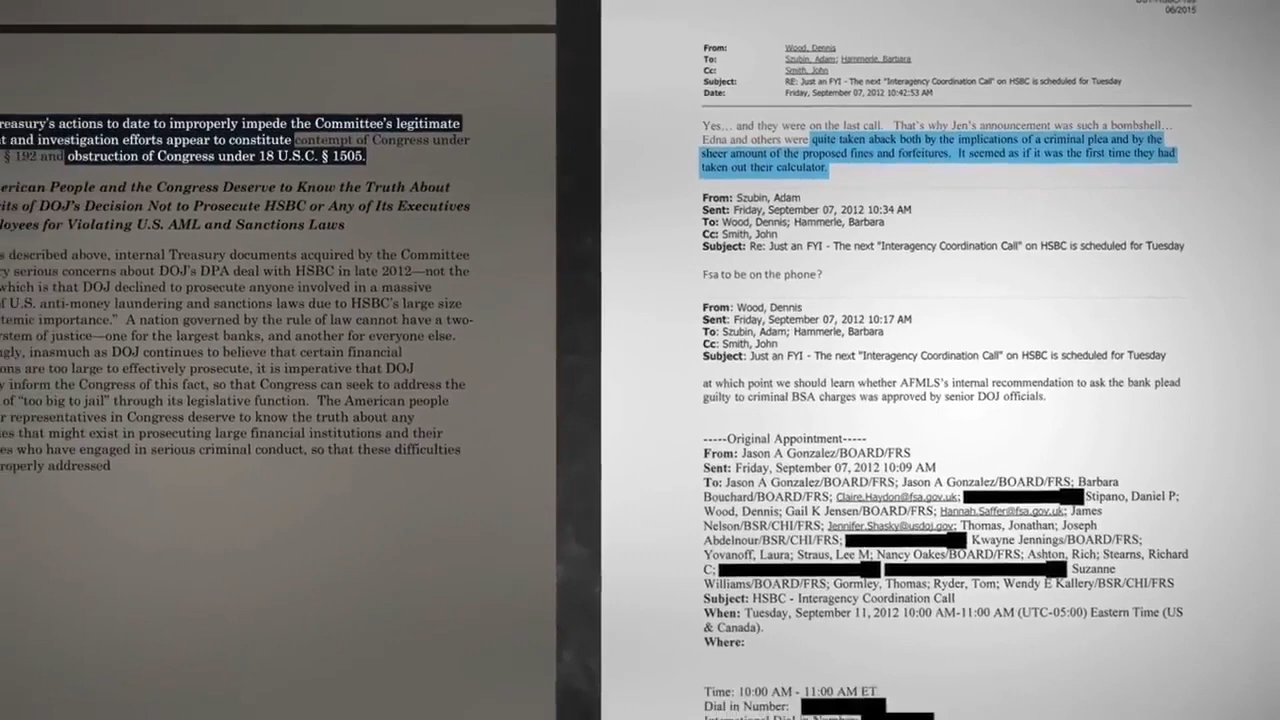 reasury's actions to date to improperly impede the Committee's legitimate
t and investigation efforts appear to constitute contempt of Congress under
§ 192 and obstruction of Congress under 18 U.S.C. § 1505.
erican People and the Congress Deserve to Know the Truth About
rits of DOJ's Decision Not to Prosecute HSBC or Any of Its Executives
ployees for Violating U.S. AML and Sanctions Laws
s described above, internal Treasury documents acquired by the Committee
ry serious concerns about DOJ's DPA deal with HSBC in late 2012—not the
which is that DOJ declined to prosecute anyone involved in a massive
f U.S. anti-money laundering and sanctions laws due to HSBC's large size
temic importance." A nation governed by the rule of law cannot have a two-
stem of justice—one for the largest banks, and another for everyone else.
gly, inasmuch as DOJ continues to believe that certain financial
ons are too large to effectively prosecute, it is imperative that DOJ
y inform the Congress of this fact, so that Congress can seek to address the
of "too big to jail" through its legislative function. The American people
r representatives in Congress deserve to know the truth about any
ies that might exist in prosecuting large financial institutions and their
es who have engaged in serious criminal conduct, so that these difficulties
roperly addressed
06/2015
From: Wood, Dennis
To: Szubin, Adam; Hammerle, Barbara
Cc: Smith, John
Subject: RE: Just an FYI - The next "Interagency Coordination Call" on HSBC is scheduled for Tuesday
Date: Friday, September 07, 2012 10:42:53 AM
Yes… and they were on the last call. That's why Jen's announcement was such a bombshell…
Edna and others were quite taken aback both by the implications of a criminal plea and by the
sheer amount of the proposed fines and forfeitures. It seemed as if it was the first time they had
taken out their calculator.
From: Szubin, Adam
Sent: Friday, September 07, 2012 10:34 AM
To: Wood, Dennis; Hammerle, Barbara
Cc: Smith, John
Subject: Re: Just an FYI - The next "Interagency Coordination Call" on HSBC is scheduled for Tuesday
Fsa to be on the phone?
From: Wood, Dennis
Sent: Friday, September 07, 2012 10:17 AM
To: Szubin, Adam; Hammerle, Barbara
Cc: Smith, John
Subject: Just an FYI - The next "Interagency Coordination Call" on HSBC is scheduled for Tuesday
at which point we should learn whether AFMLS's internal recommendation to ask the bank plead
guilty to criminal BSA charges was approved by senior DOJ officials.
-----Original Appointment-----
From: Jason A Gonzalez/BOARD/FRS
Sent: Friday, September 07, 2012 10:09 AM
To: Jason A Gonzalez/BOARD/FRS; Jason A Gonzalez/BOARD/FRS; Barbara
Bouchard/BOARD/FRS; Claire.Haydon@fsa.gov.uk; Stipano, Daniel P;
Wood, Dennis; Gail K Jensen/BOARD/FRS; Hannah.Saffer@fsa.gov.uk; James
Nelson/BSR/CHI/FRS; Jennifer.Shasky@usdoj.gov; Thomas, Jonathan; Joseph
Abdelnour/BSR/CHI/FRS; Kwayne Jennings/BOARD/FRS;
Yovanoff, Laura; Straus, Lee M; Nancy Oakes/BOARD/FRS; Ashton, Rich; Stearns, Richard
C; Suzanne
Williams/BOARD/FRS; Gormley, Thomas; Ryder, Tom; Wendy E Kallery/BSR/CHI/FRS
Subject: HSBC - Interagency Coordination Call
When: Tuesday, September 11, 2012 10:00 AM-11:00 AM (UTC-05:00) Eastern Time (US
& Canada).
Where:
Time: 10:00 AM - 11:00 AM ET
Dial in Number: